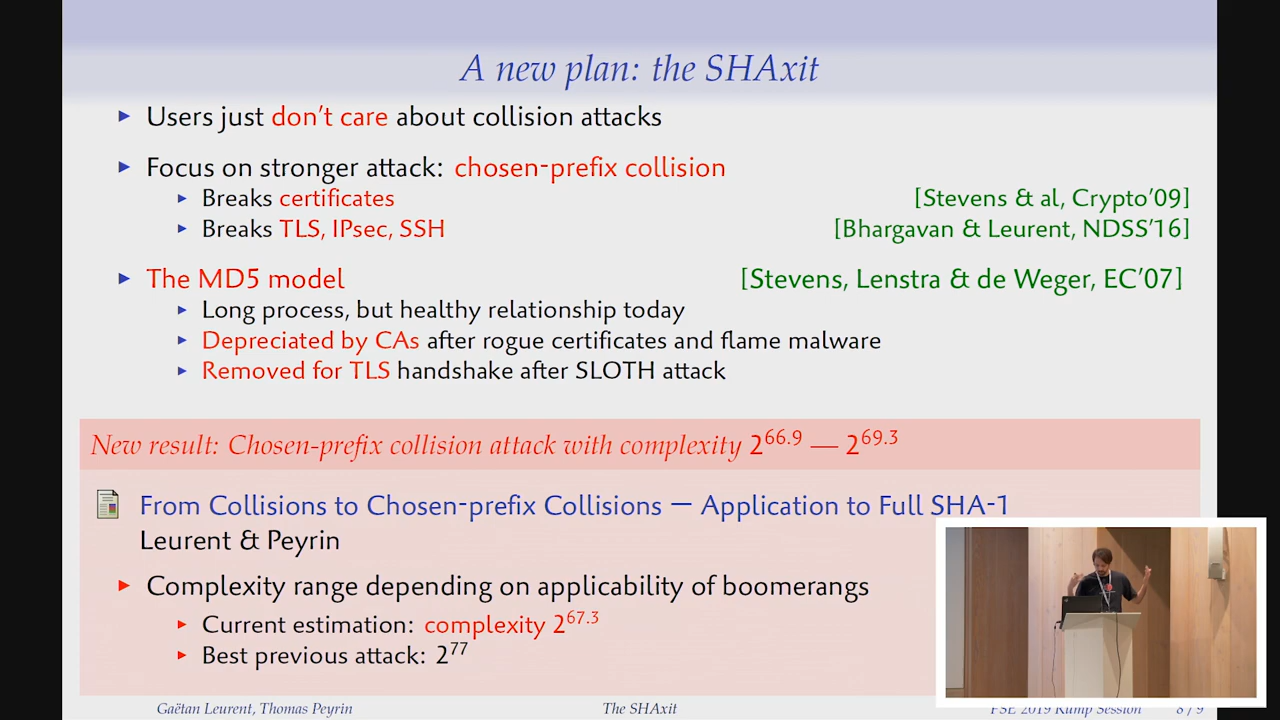 A new plan: the SHAxit
Users just don't care about collision attacks
Focus on stronger attack: chosen-prefix collision
Breaks certificates [Stevens & al, Crypto'09]
Breaks TLS, IPsec, SSH [Bhargavan & Leurent, NDSS'16]
The MD5 model [Stevens, Lenstra & de Weger, EC'07]
Long process, but healthy relationship today
Depreciated by CAs after rogue certificates and flame malware
Removed for TLS handshake after SLOTH attack
New result: Chosen-prefix collision attack with complexity 2^66.9 — 2^69.3
From Collisions to Chosen-prefix Collisions — Application to Full SHA-1
Leurent & Peyrin
Complexity range depending on applicability of boomerangs
Current estimation: complexity 2^67.3
Best previous attack: 2^77
Gaëtan Leurent, Thomas Peyrin The SHAxit FSE 2019 Rump Session 8 / 9